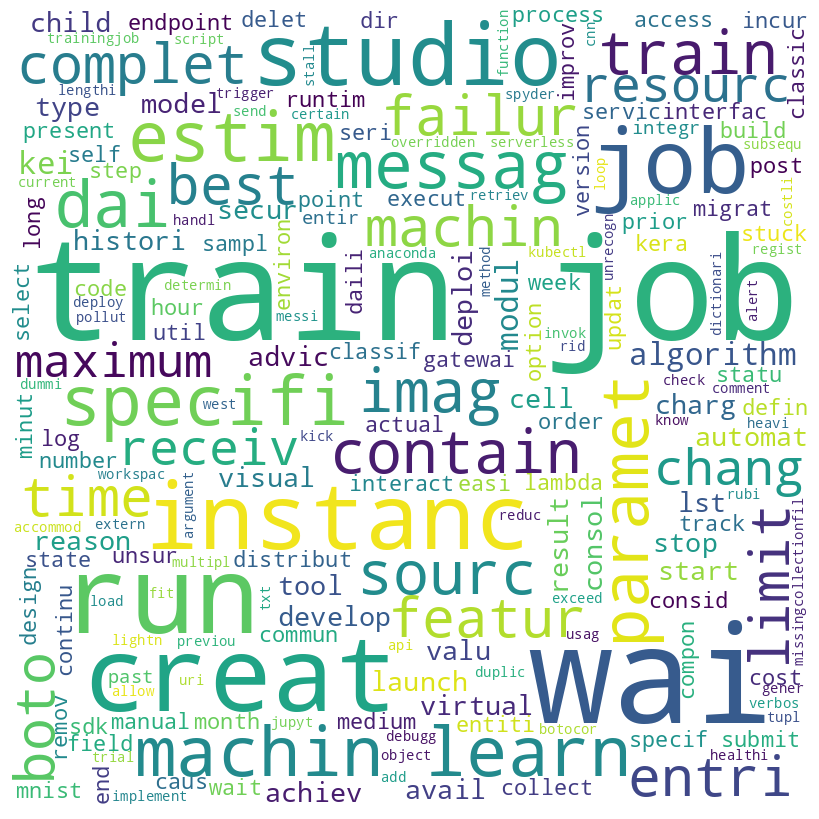 child endpoint delet dir process access incur
trainingjob script studio function cnn train classic
complet stall improv resourc
lengthi trigger send spyder
type model runtim failur servic interfac
certain
present estim seri overridden serverless integr build subsequ
kei self best messag version job loop post
current step point execut retriev unrecogn applic costli
long dai secur entir machin prior migrat
handl kubectl kera stuck
histori sampl environ anaconda regist
select code determin train job daili deploi method modul week updat dictionari alert
deploy hour option invok
pollut util messi rid
maximum advic classif gatewai algorithm
dummi west imag cell check comment statu
minut specifi know heavi
log actual order paramet charg defin
number receiv kick contain automat
workspac visual interact easi lambda chang
time argument instanc result consol limit lst rubi
accommod extern reduc track missingcollectionfil
reason usag stop
state unsur multipl distribut sourc start
design load fit txt tool exceed consid
run develop featur
continu lightn commun api valu duplic wai compon cost
past uri creat launch entiti gener
boto allow virtual verbos tupl
remov sdk manual month jupyt medium botocor
field trial debugg specif submit
mnist end machin learn object healthi
caus wait achiev add avail collect entri
implement